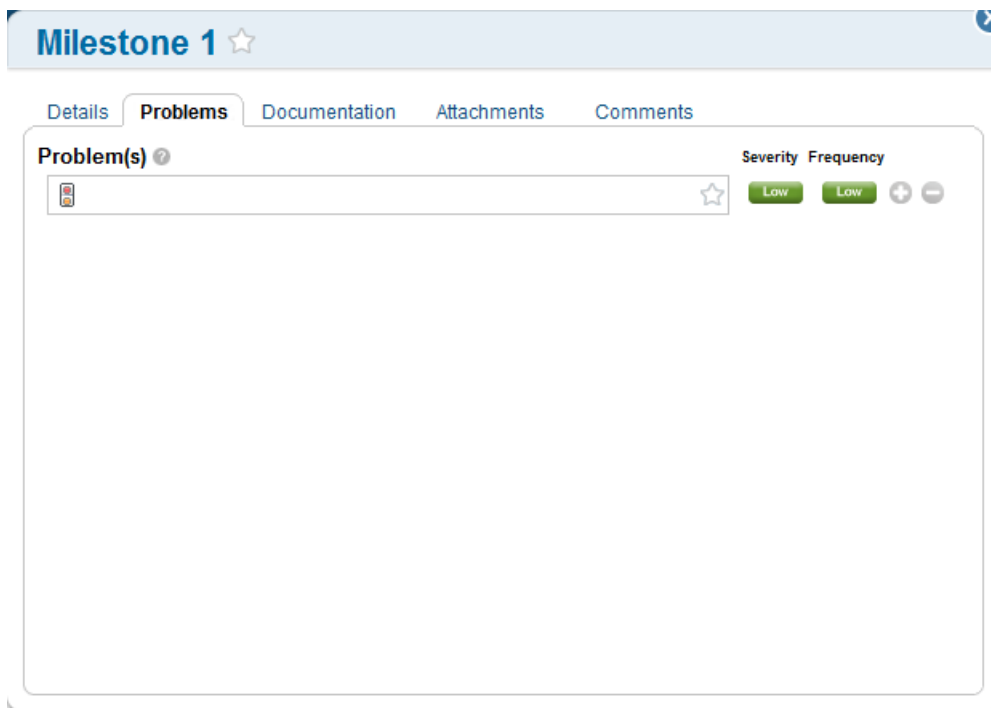 Milestone 1
Details Problems Documentation Attachments Comments
Problem(s) ?
Severity Frequency
Low Low